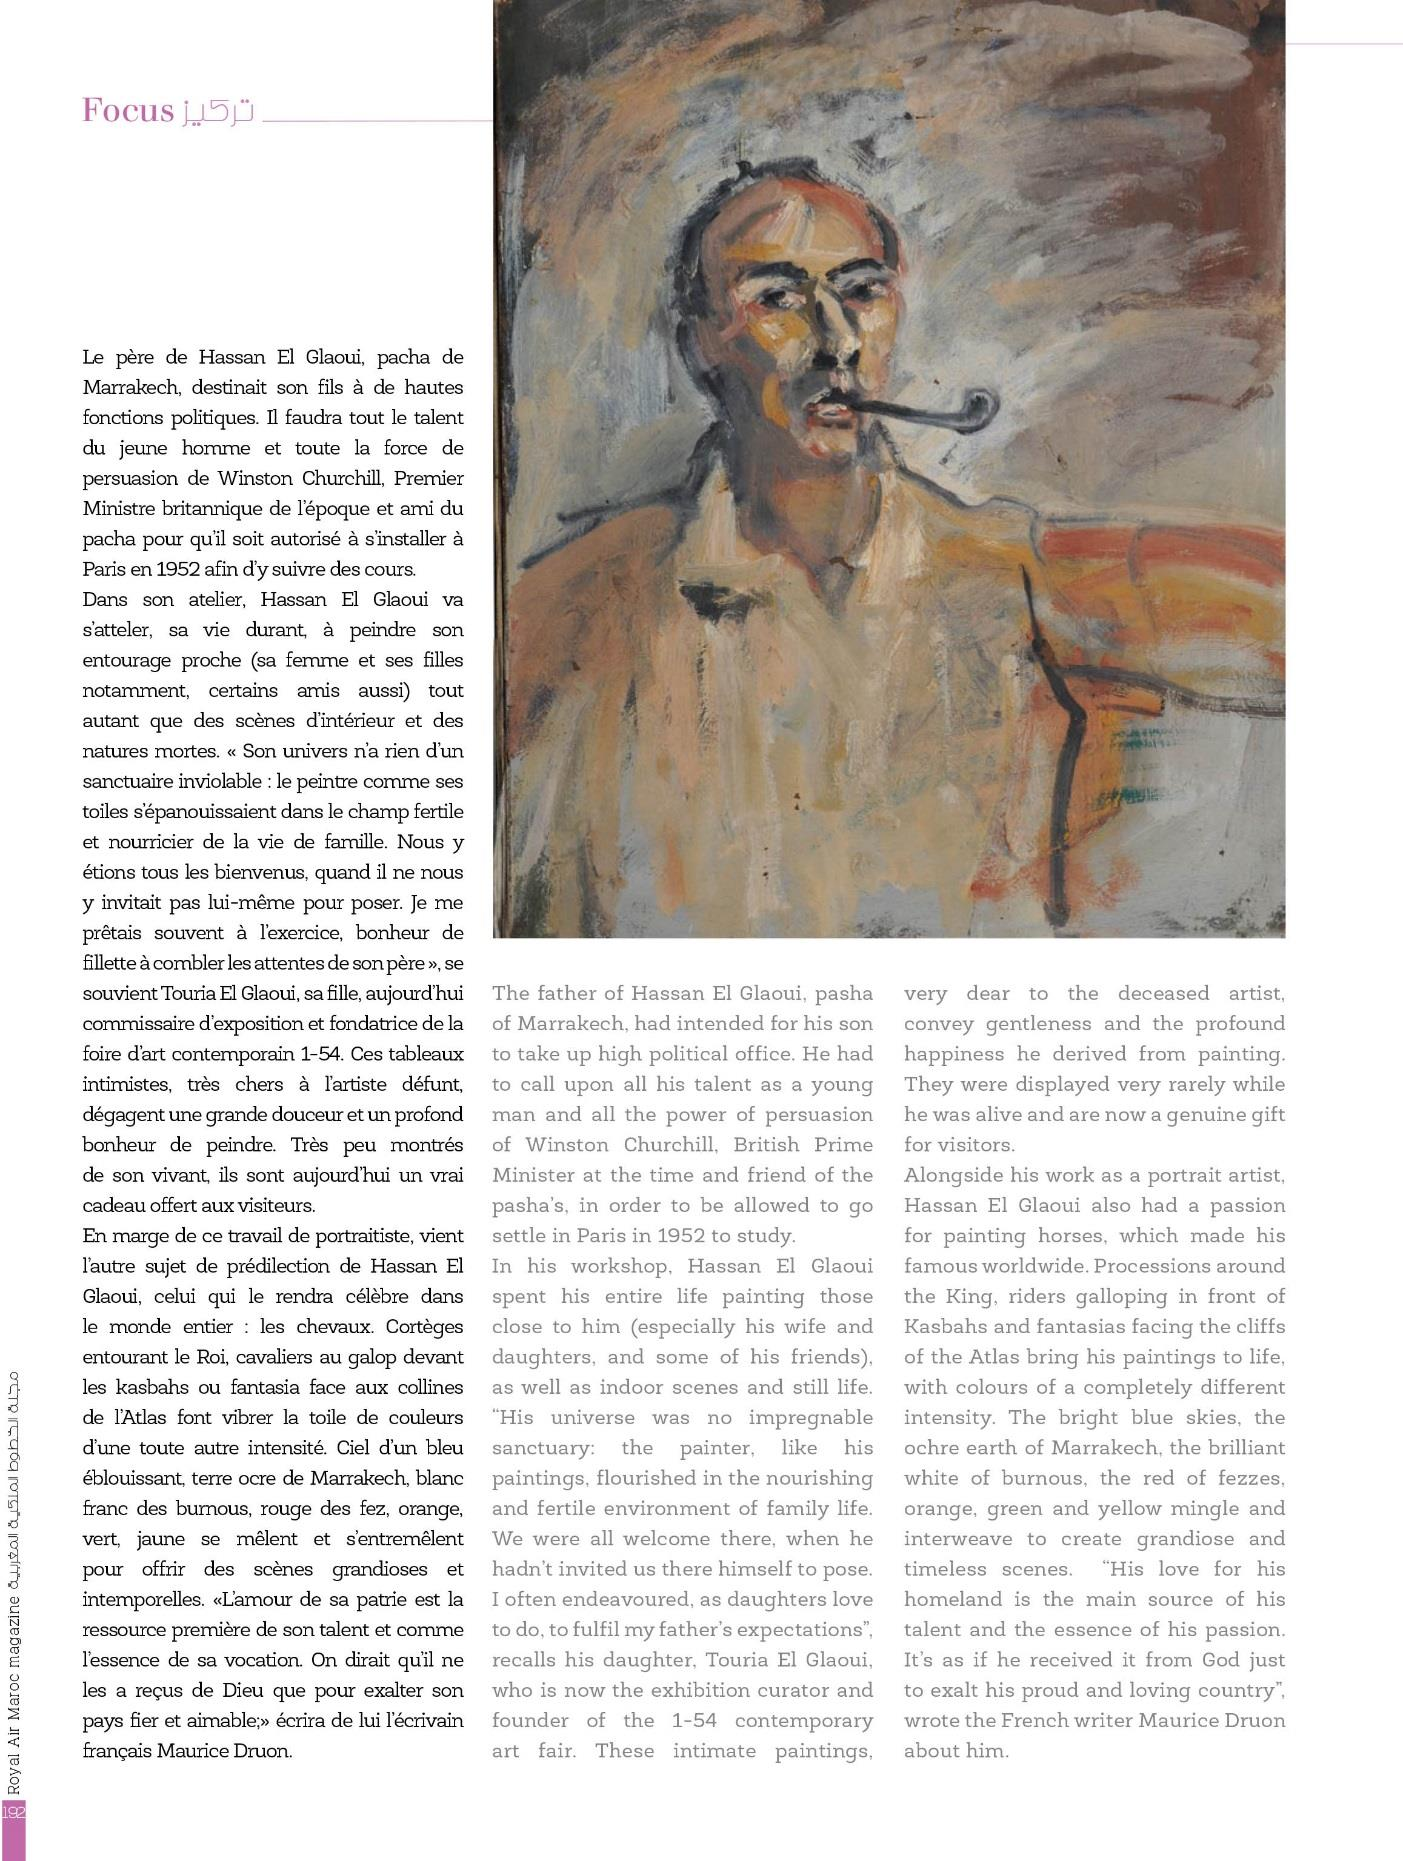 Focus تركيز
Le père de Hassan El Glaoui, pacha de
Marrakech, destinait son fils à de hautes
fonctions politiques. Il faudra tout le talent
du jeune homme et toute la force de
persuasion de Winston Churchill, Premier
Ministre britannique de l'époque et ami du
pacha pour qu'il soit autorisé à s'installer à
Paris en 1952 afin d'y suivre des cours.
Dans son atelier, Hassan El Glaoui va
s'atteler, sa vie durant, à peindre son
entourage proche (sa femme et ses filles
notamment, certains amis aussi) tout
autant que des scènes d'intérieur et des
natures mortes. « Son univers n'a rien d'un
sanctuaire inviolable : le peintre comme ses
toiles s'épanouissaient dans le champ fertile
et nourricier de la vie de famille. Nous y
étions tous les bienvenus, quand il ne nous
y invitait pas lui-même pour poser. Je me
prêtais souvent à l'exercice, bonheur de
fillette à combler les attentes de son père », se
souvient Touria El Glaoui, sa fille, aujourd'hui
commissaire d'exposition et fondatrice de la
foire d'art contemporain 1-54. Ces tableaux
intimistes, très chers à l'artiste défunt,
dégagent une grande douceur et un profond
bonheur de peindre. Très peu montrés
de son vivant, ils sont aujourd'hui un vrai
cadeau offert aux visiteurs.
En marge de ce travail de portraitiste, vient
l'autre sujet de prédilection de Hassan El
Glaoui, celui qui le rendra célèbre dans
le monde entier : les chevaux. Cortèges
entourant le Roi, cavaliers au galop devant
les kasbahs ou fantasia face aux collines
de l'Atlas font vibrer la toile de couleurs
d'une toute autre intensité. Ciel d'un bleu
éblouissant, terre ocre de Marrakech, blanc
franc des burnous, rouge des fez, orange,
vert, jaune se mêlent et s'entremêlent
pour offrir des scènes grandioses et
intemporelles. «L'amour de sa patrie est la
ressource première de son talent et comme
l'essence de sa vocation. On dirait qu'il ne
les a reçus de Dieu que pour exalter son
pays fier et aimable;» écrira de lui l'écrivain
français Maurice Druon.
The father of Hassan El Glaoui, pasha
of Marrakech, had intended for his son
to take up high political office. He had
to call upon all his talent as a young
man and all the power of persuasion
of Winston Churchill, British Prime
Minister at the time and friend of the
pasha's, in order to be allowed to go
settle in Paris in 1952 to study.
In his workshop, Hassan El Glaoui
spent his entire life painting those
close to him (especially his wife and
daughters, and some of his friends),
as well as indoor scenes and still life.
“His universe was no impregnable
sanctuary: the painter, like his
paintings, flourished in the nourishing
and fertile environment of family life.
We were all welcome there, when he
hadn't invited us there himself to pose.
I often endeavoured, as daughters love
to do, to fulfil my father's expectations”,
recalls his daughter, Touria El Glaoui,
who is now the exhibition curator and
founder of the 1-54 contemporary
art fair. These intimate paintings,
very dear to the deceased artist,
convey gentleness and the profound
happiness he derived from painting.
They were displayed very rarely while
he was alive and are now a genuine gift
for visitors.
Alongside his work as a portrait artist,
Hassan El Glaoui also had a passion
for painting horses, which made his
famous worldwide. Processions around
the King, riders galloping in front of
Kasbahs and fantasias facing the cliffs
of the Atlas bring his paintings to life,
with colours of a completely different
intensity. The bright blue skies, the
ochre earth of Marrakech, the brilliant
white of burnous, the red of fezzes,
orange, green and yellow mingle and
interweave to create grandiose and
timeless scenes. “His love for his
homeland is the main source of his
talent and the essence of his passion.
It's as if he received it from God just
to exalt his proud and loving country”,
wrote the French writer Maurice Druon
about him.
Royal Air Maroc magazine مجلة الخطوط الملكية المغربية
192